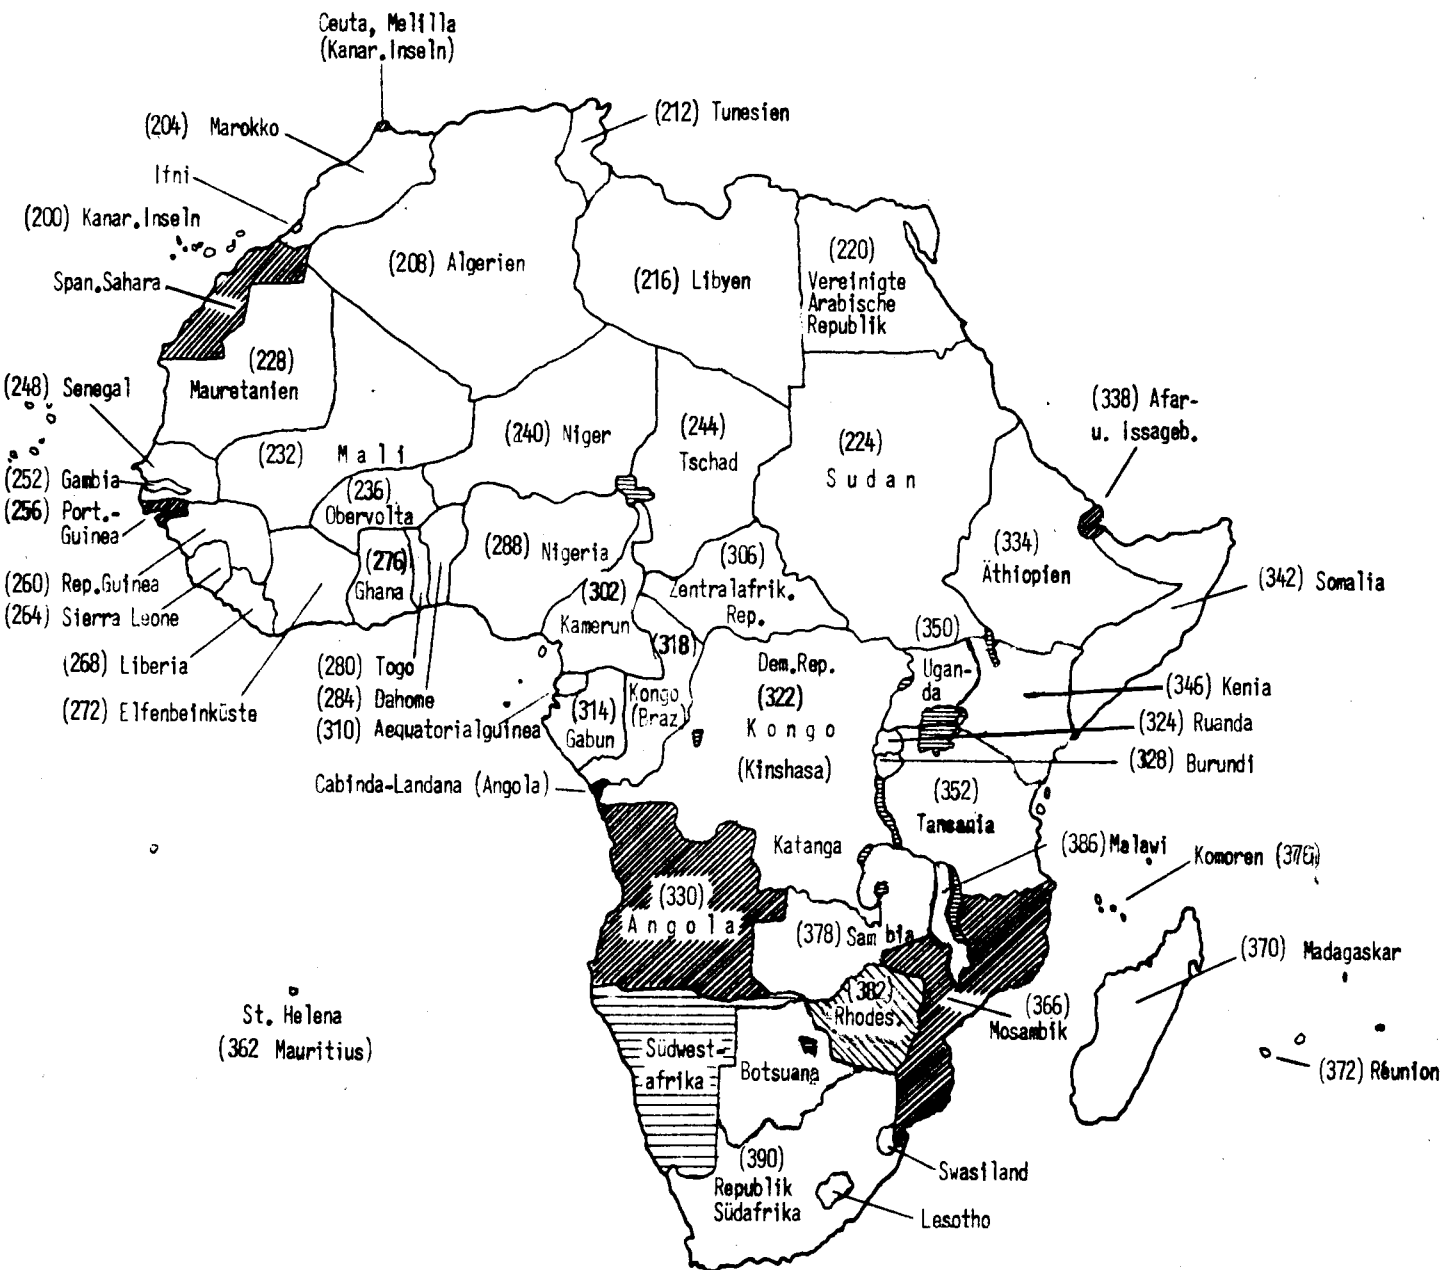 Ceuta, Melilla
(Kanar.Inseln)
(204) Marokko
(212) Tunesien
Ifni
(200) Kanar.Inseln
Span.Sahara
(208) Algerien
(216) Libyen
(220)
Vereinigte
Arabische
Republik
(228)
Mauretanien
(248) Senegal
(252) Gambia
(256) Port.-
Guinea
(260) Rep.Guinea
(264) Sierra Leone
(268) Liberia
(272) Elfenbeinküste
(232) Mali
(236)
Obervolta
(240) Niger
(244)
Tschad
(224)
Sudan
(338) Afar-
u. Issageb.
(276)
Ghana
(288) Nigeria
(280) Togo
(284) Dahome
(310) Aequatorialguinea
(302)
Kamerun
(306)
Zentralafrik.
Rep.
(334)
Äthiopien
(342) Somalia
(350)
Ugan-
da
(346) Kenia
(324) Ruanda
(328) Burundi
(314)
Gabun
(318)
Kongo
(Braz)
Dem.Rep.
(322)
Kongo
(Kinshasa)
Cabinda-Landana (Angola)
Katanga
(352)
Tansania
(386) Malawi
Komoren (376)
(330)
Angola
(378) Sambia
(370) Madagaskar
(382)
Rhodes.
(366)
Mosambik
(372) Réunion
St. Helena
(362 Mauritius)
Südwest-
afrika
Botsuana
(390)
Republik
Südafrika
Swasiland
Lesotho